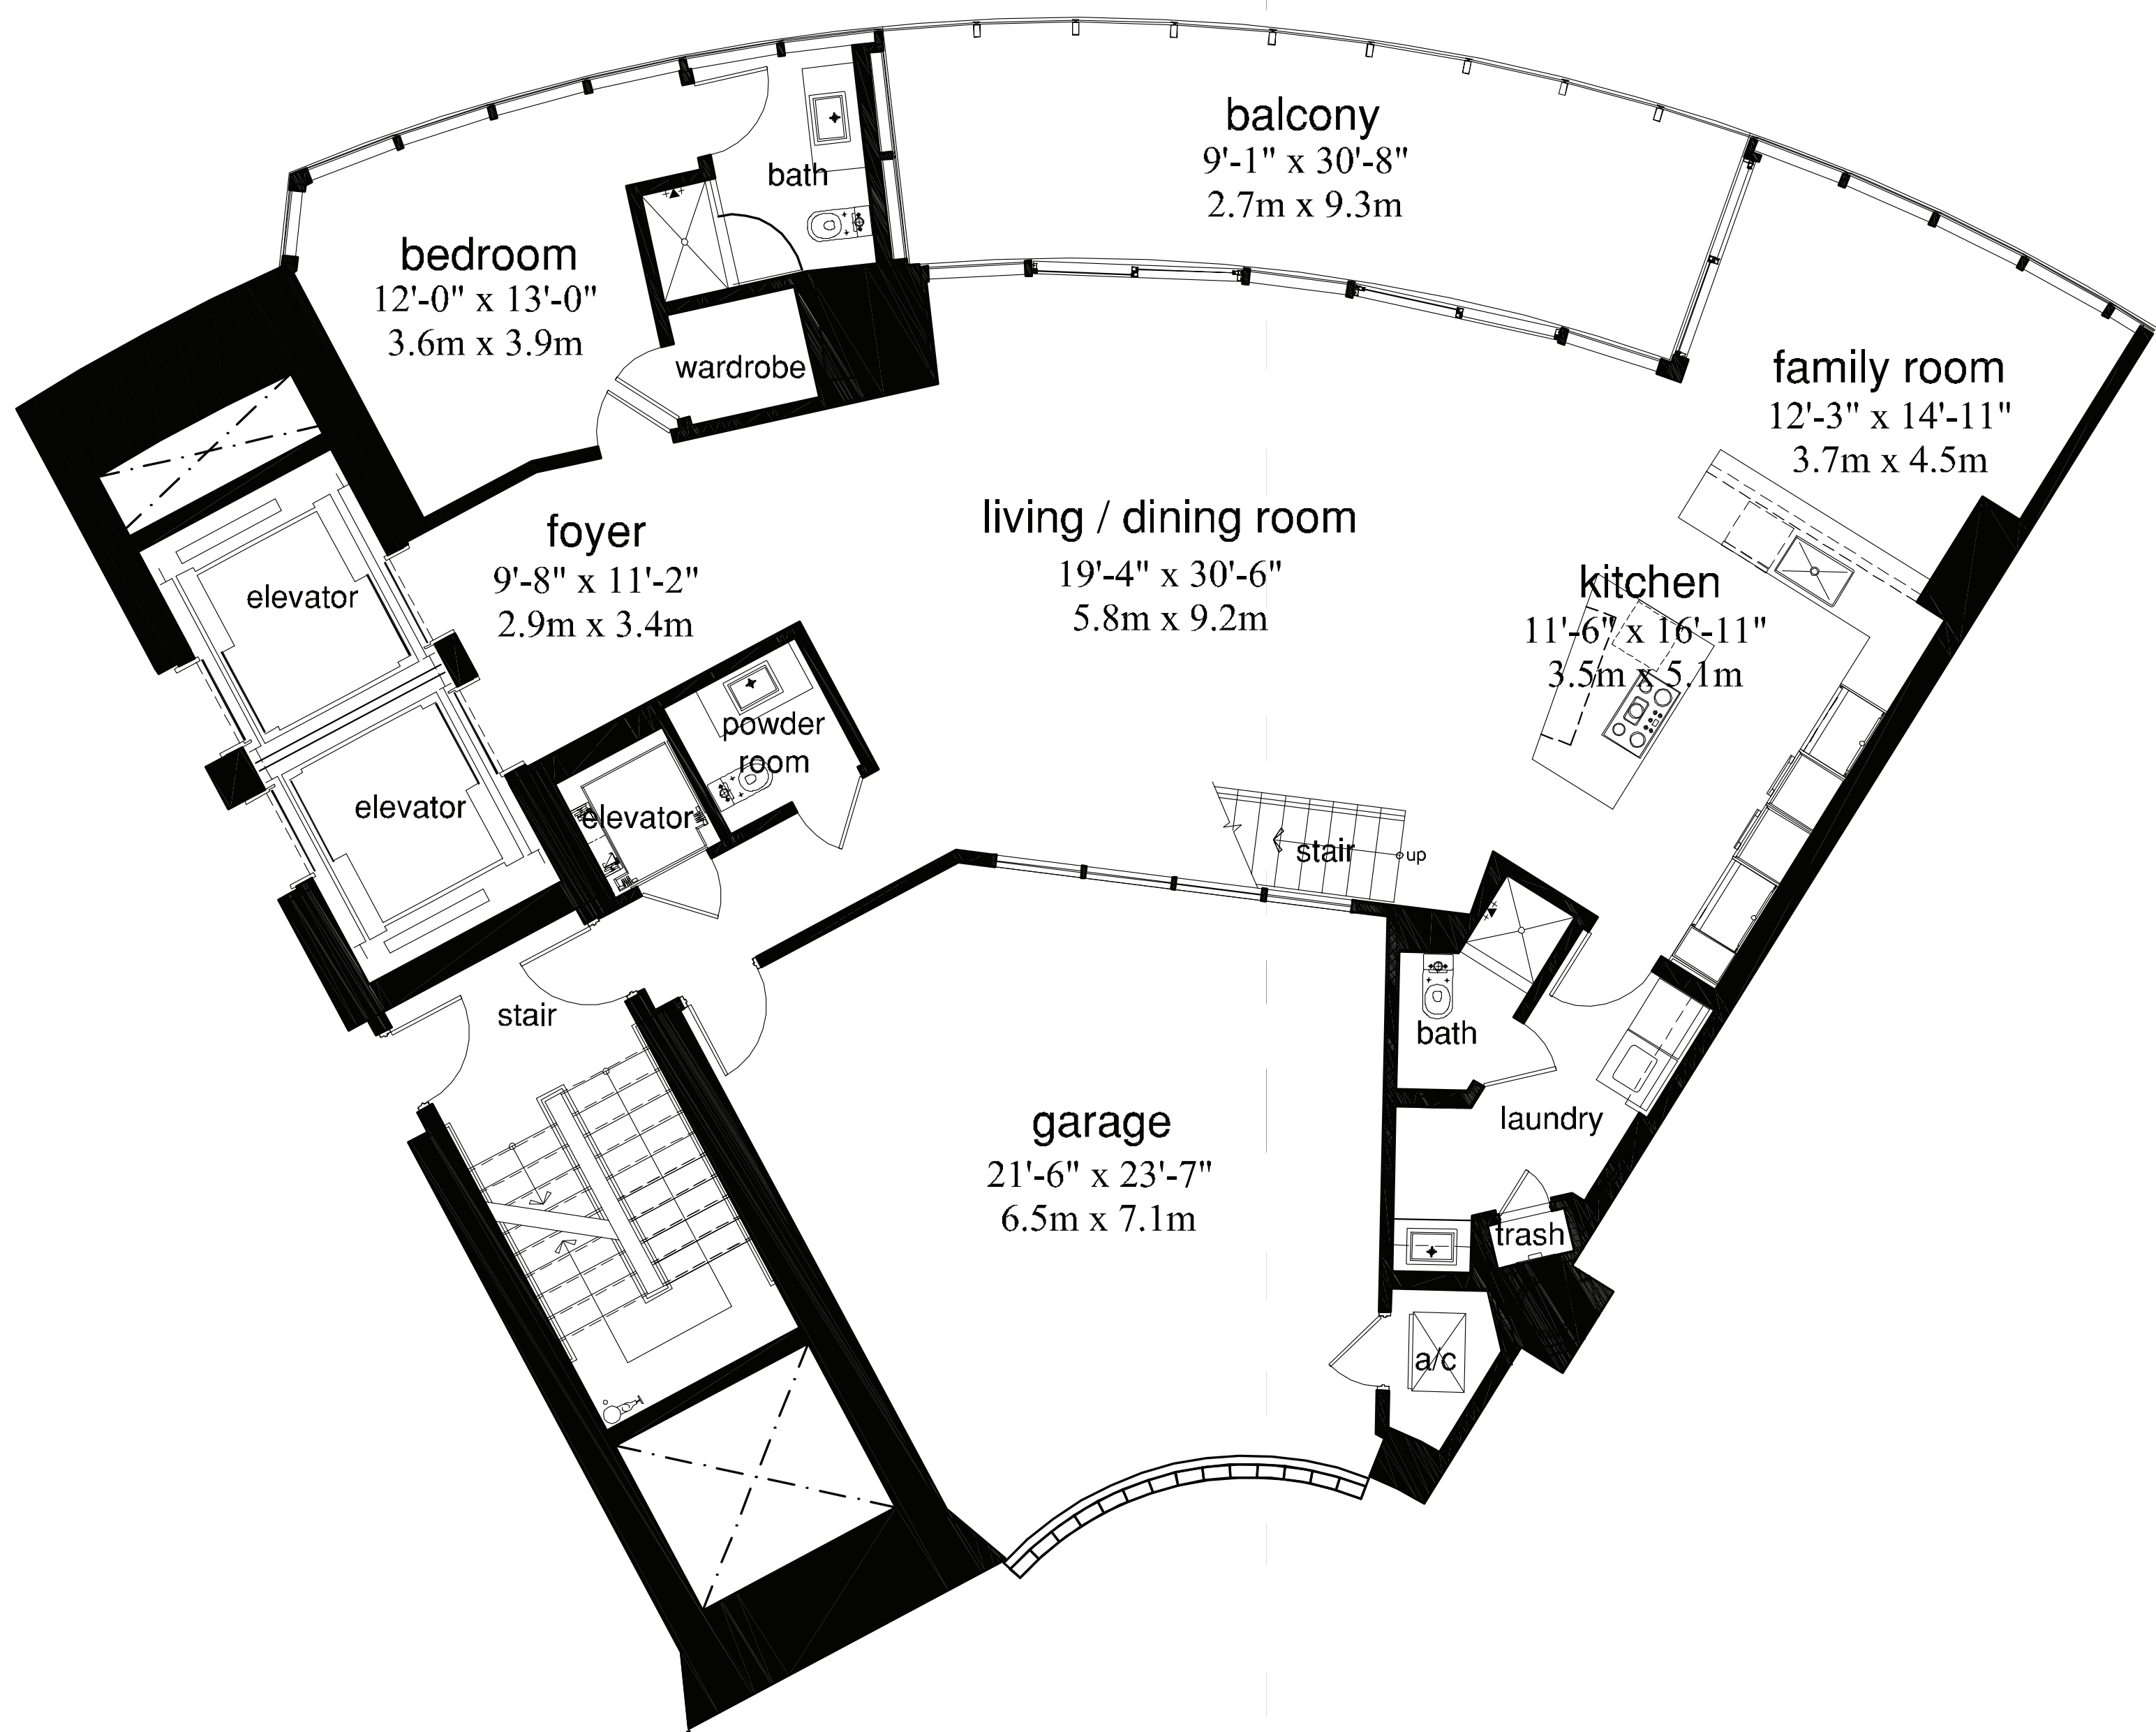 balcony
9'-1" x 30'-8"
2.7m x 9.3m
bath
bedroom
12'-0" x 13'-0"
3.6m x 3.9m
wardrobe
family room
12'-3" x 14'-11"
3.7m x 4.5m
foyer
9'-8" x 11'-2"
2.9m x 3.4m
living / dining room
19'-4" x 30'-6"
5.8m x 9.2m
kitchen
11'-6" x 16'-11"
3.5m x 5.1m
elevator
powder
room
elevator
elevator
stair
up
stair
bath
laundry
garage
21'-6" x 23'-7"
6.5m x 7.1m
trash
a/c